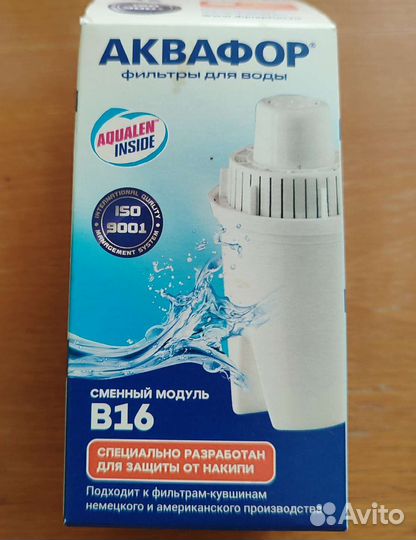 АКВАФОР®
фильтры для воды
AQUALEN™
INSIDE
INTERNATIONAL QUALITY
ISO
9001
MANAGEMENT SYSTEM
СМЕННЫЙ МОДУЛЬ
B16
СПЕЦИАЛЬНО РАЗРАБОТАН
ДЛЯ ЗАЩИТЫ ОТ НАКИПИ
Подходит к фильтрам-кувшинам
немецкого и американского производства
Avito